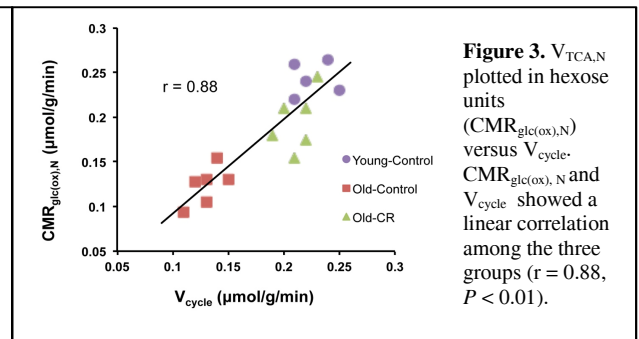 CMRglc(ox),N (μmol/g/min)
0.3
0.25
0.2
0.15
0.1
0.05
r = 0.88
Young-Control
Old-Control
Old-CR
0.05
0.1
0.15
0.2
0.25
0.3
Vcycle (μmol/g/min)
Figure 3. VTCA,N
plotted in hexose
units
(CMRglc(ox),N)
versus Vcycle.
CMRglc(ox), N and
Vcycle showed a
linear correlation
among the three
groups (r = 0.88,
P < 0.01).